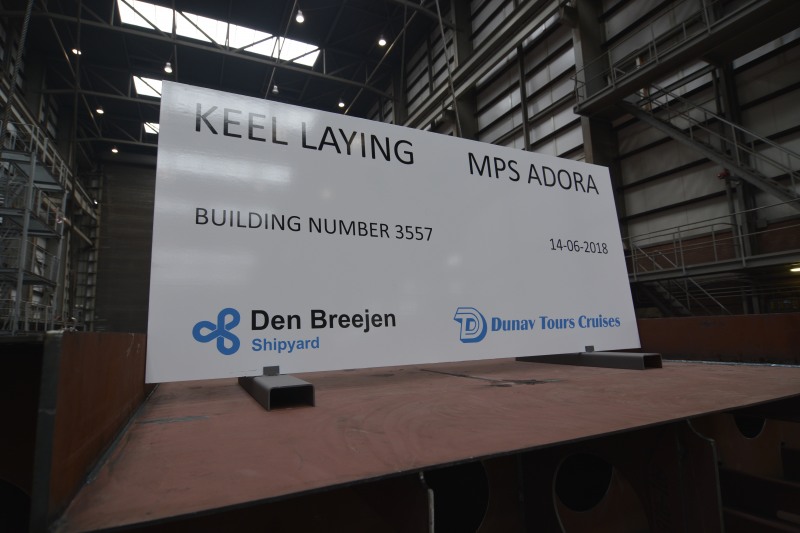 KEEL LAYING MPS ADORA
BUILDING NUMBER 3557 14-06-2018
Den Breejen
Shipyard
Dunav Tours Cruises